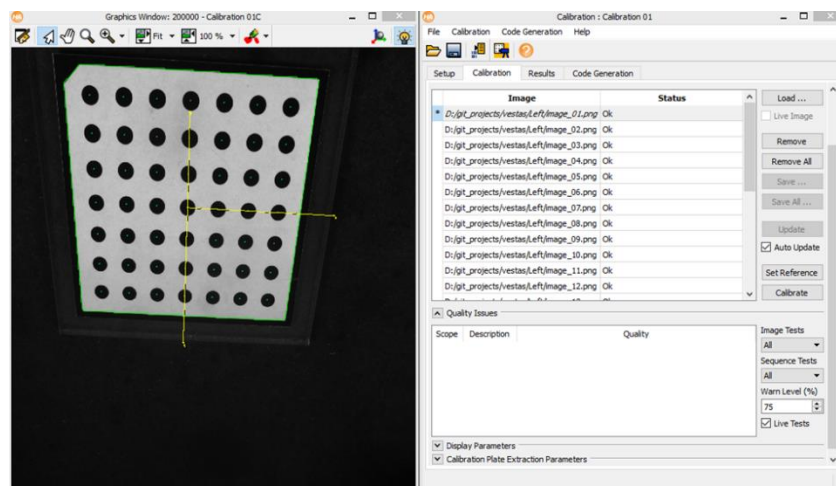 Graphics Window: 200000 - Calibration 01C
Fit
100 %
Calibration : Calibration 01
File Calibration Code Generation Help
Setup Calibration Results Code Generation
Image Status
* D:/git_projects/vestas/Left/image_01.png Ok
D:/git_projects/vestas/Left/image_02.png Ok
D:/git_projects/vestas/Left/image_03.png Ok
D:/git_projects/vestas/Left/image_04.png Ok
D:/git_projects/vestas/Left/image_05.png Ok
D:/git_projects/vestas/Left/image_06.png Ok
D:/git_projects/vestas/Left/image_07.png Ok
D:/git_projects/vestas/Left/image_08.png Ok
D:/git_projects/vestas/Left/image_09.png Ok
D:/git_projects/vestas/Left/image_10.png Ok
D:/git_projects/vestas/Left/image_11.png Ok
D:/git_projects/vestas/Left/image_12.png Ok
Load ...
Live Image
Remove
Remove All
Save ...
Save All ...
Update
Auto Update
Set Reference
Calibrate
Quality Issues
Scope Description Quality
Image Tests
All
Sequence Tests
All
Warn Level (%)
75
Live Tests
Display Parameters
Calibration Plate Extraction Parameters